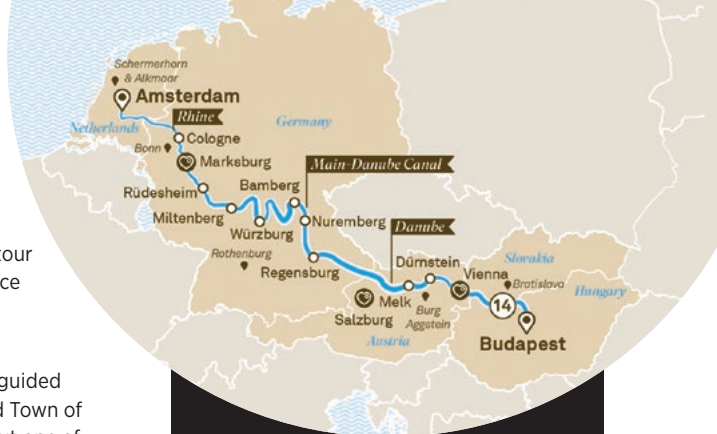 Schermerhorn
& Alkmaar
Amsterdam
Rhine
Netherlands
Germany
Cologne
Bonn
Marksburg
Main-Danube Canal
Bamberg
Rüdesheim
Miltenberg
Würzburg
Nuremberg
Danube
Rothenburg
Regensburg
Dürnstein
Slovakia
Vienna
Bratislava
Hungary
Melk
Burg
Aggstein
14
Salzburg
Austria
Budapest
tour
ce
guided
d Town of